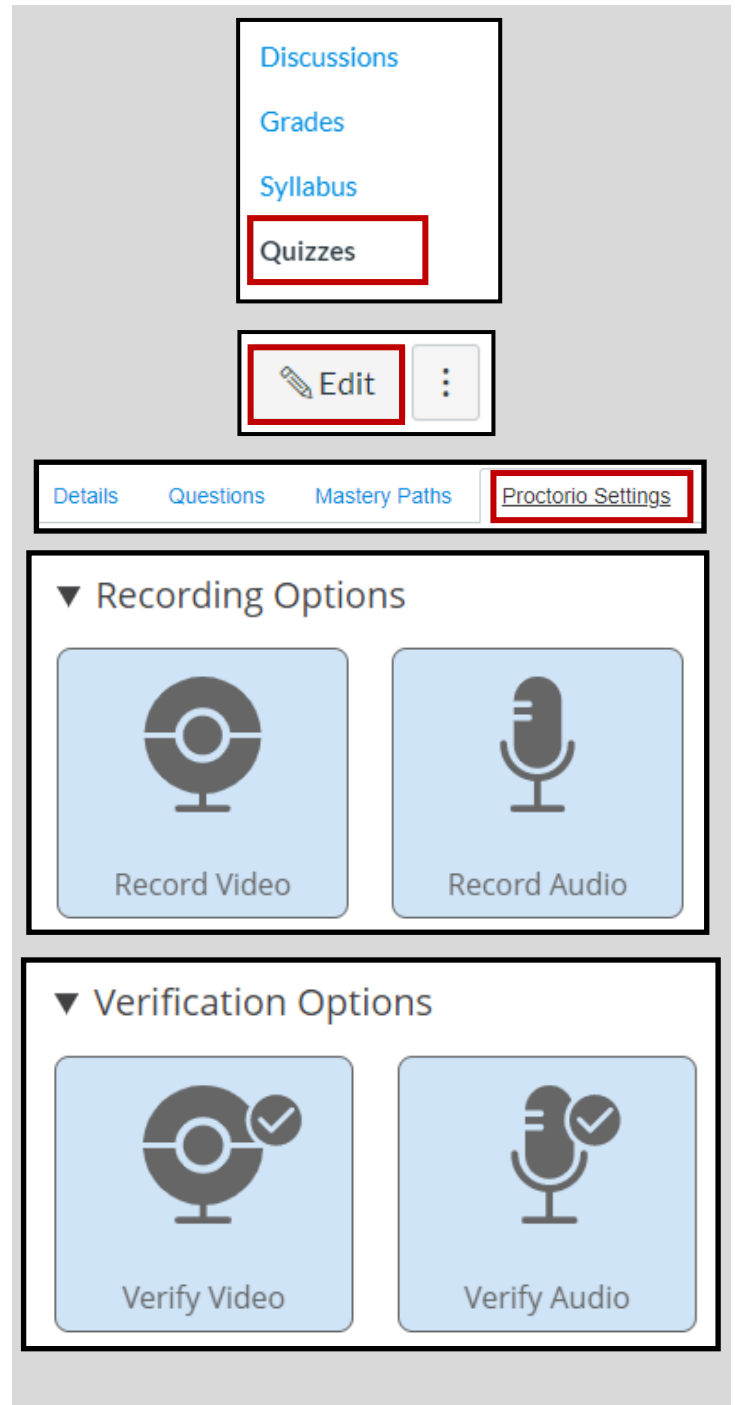 Discussions
Grades
Syllabus
Quizzes
Edit
Details Questions Mastery Paths Proctorio Settings
▼ Recording Options
Record Video Record Audio
▼ Verification Options
Verify Video Verify Audio